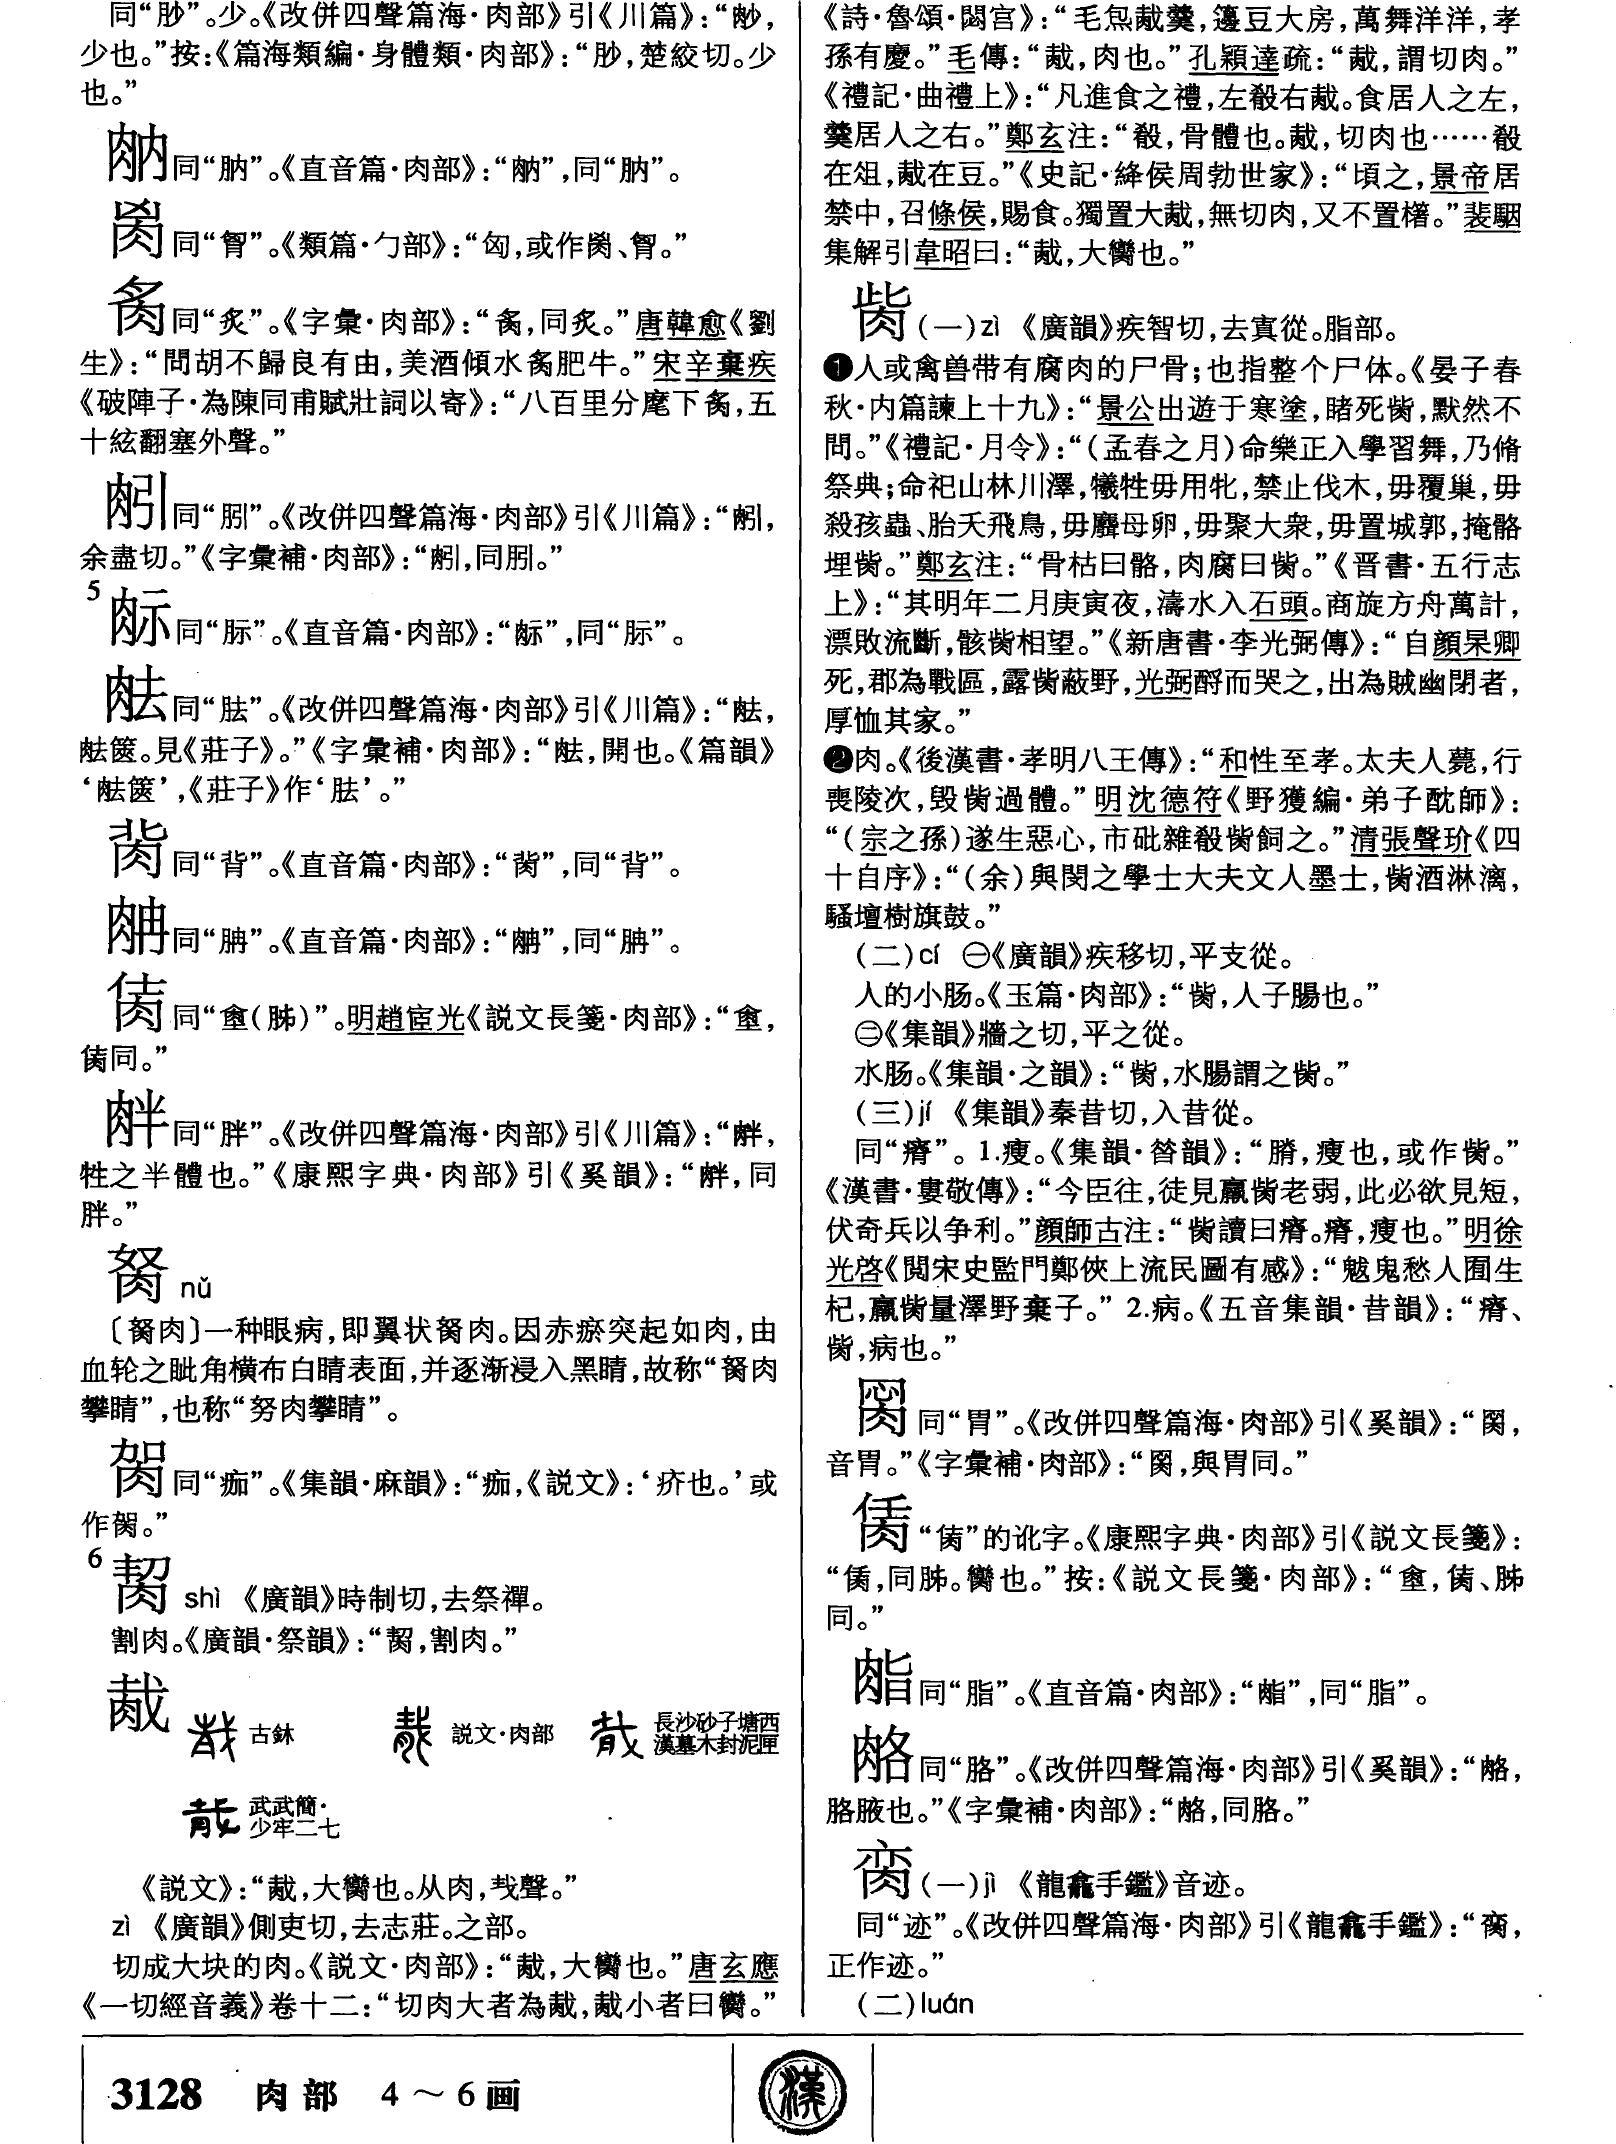 同“䏚”。少。《改併四聲篇海·肉部》引《川篇》：“，
少也。”按：《篇海類編·身體類·肉部》：“䏚，楚絞切。少
也。”
同“肭”。《直音篇·肉部》：“”，同“肭”。
同“胷”。《類篇·勹部》：“匈，或作、胷。”
同“炙”。《字彙·肉部》：“，同炙。”唐韓愈《劉
生》：“問胡不歸良有由，美酒傾水肥牛。”宋辛棄疾
《破陣子·為陳同甫賦壯詞以寄》：“八百里分麾下，五
十絃翻塞外聲。”
同“䏖”。《改併四聲篇海·肉部》引《川篇》：“，
余盡切。”《字彙補·肉部》：“，同䏖。”
5
同“䏡”。《直音篇·肉部》：“”，同“䏡”。
同“胠”。《改併四聲篇海·肉部》引《川篇》：“，
篋。見《莊子》。”《字彙補·肉部》：“，開也。《篇韻》
‘篋’，《莊子》作‘胠’。”
同“背”。《直音篇·肉部》：“”，同“背”。
同“”。《直音篇·肉部》：“”，同“”。
同“(胏)”。明趙宧光《説文長箋·肉部》：“，
同。”
同“胖”。《改併四聲篇海·肉部》引《川篇》：“，
牲之半體也。”《康熙字典·肉部》引《奚韻》：“，同
胖。”
胬 nǔ
〔胬肉〕一种眼病，即翼状胬肉。因赤瘀突起如肉，由
血轮之眦角横布白睛表面，并逐渐浸入黑睛，故称“胬肉
攀睛”，也称“努肉攀睛”。
同“痂”。《集韻·麻韻》：“痂，《説文》：‘疥也。’或
作。”
6
shì 《廣韻》時制切，去祭禪。
割肉。《廣韻·祭韻》：“，割肉。”
胾 古鉥 説文·肉部 長沙砂子塘西漢墓木封泥匣
武武簡·少牢二七
《説文》：“胾，大臠也。从肉，𢦏聲。”
zì 《廣韻》側吏切，去志莊。之部。
切成大块的肉。《説文·肉部》：“胾，大臠也。”唐玄應
《一切經音義》卷十二：“切肉大者為胾，胾小者曰臠。”
《詩·魯頌·閟宫》：“毛炰胾羹，籩豆大房，萬舞洋洋，孝
孫有慶。”毛傳：“胾，肉也。”孔穎達疏：“胾，謂切肉。”
《禮記·曲禮上》：“凡進食之禮，左殽右胾。食居人之左，
羹居人之右。”鄭玄注：“殽，骨體也。胾，切肉也……殽
在俎，胾在豆。”《史記·絳侯周勃世家》：“頃之，景帝居
禁中，召條侯，賜食。獨置大胾，無切肉，又不置櫡。”裴駰
集解引韋昭曰：“胾，大臠也。”
胔 (一)zì 《廣韻》疾智切，去寘從。脂部。
❶人或禽兽带有腐肉的尸骨；也指整个尸体。《晏子春
秋·内篇諫上十九》：“景公出遊于寒塗，睹死胔，默然不
問。”《禮記·月令》：“(孟春之月)命樂正入學習舞，乃脩
祭典；命祀山林川澤，犧牲毋用牝，禁止伐木，毋覆巢，毋
殺孩蟲、胎夭飛鳥，毋麛毋卵，毋聚大衆，毋置城郭，掩骼
埋胔。”鄭玄注：“骨枯曰骼，肉腐曰胔。”《晋書·五行志
上》：“其明年二月庚寅夜，濤水入石頭。商旋方舟萬計，
漂敗流斷，骸胔相望。”《新唐書·李光弼傳》：“自顔杲卿
死，郡為戰區，露胔蔽野，光弼酹而哭之，出為賊幽閉者，
厚恤其家。”
❷肉。《後漢書·孝明八王傳》：“和性至孝。太夫人薨，行
喪陵次，毁胔過體。”明沈德符《野獲編·弟子酖師》：
“(宗之孫)遂生惡心，市砒雜殽胔飼之。”清張聲玠《四
十自序》：“(余)與閔之學士大夫文人墨士，胔酒淋漓，
騷壇樹旗鼓。”
(二)cí ㊀《廣韻》疾移切，平支從。
人的小肠。《玉篇·肉部》：“胔，人子腸也。”
㊁《集韻》牆之切，平之從。
水肠。《集韻·之韻》：“胔，水腸謂之胔。”
(三)jí 《集韻》秦昔切，入昔從。
同“瘠”。1.瘦。《集韻·㫺韻》：“膌，瘦也，或作胔。”
《漢書·婁敬傳》：“今臣往，徒見羸胔老弱，此必欲見短，
伏奇兵以争利。”顔師古注：“胔讀曰瘠。瘠，瘦也。”明徐
光啓《閲宋史監門鄭俠上流民圖有感》：“魃鬼愁人囿生
杞，羸胔量澤野棄子。” 2.病。《五音集韻·昔韻》：“瘠、
胔，病也。”
同“胃”。《改併四聲篇海·肉部》引《奚韻》：“，
音胃。”《字彙補·肉部》：“，與胃同。”
“”的讹字。《康熙字典·肉部》引《説文長箋》：
“，同胏。臠也。”按：《説文長箋·肉部》：“，、胏
同。”
同“脂”。《直音篇·肉部》：“”，同“脂”。
同“胳”。《改併四聲篇海·肉部》引《奚韻》：“，
胳腋也。”《字彙補·肉部》：“，同胳。”
脔 (一)jì 《龍龕手鑑》音迹。
同“迹”。《改併四聲篇海·肉部》引《龍龕手鑑》：“脔，
正作迹。”
(二)luán
3128 肉部 4～6画
漢